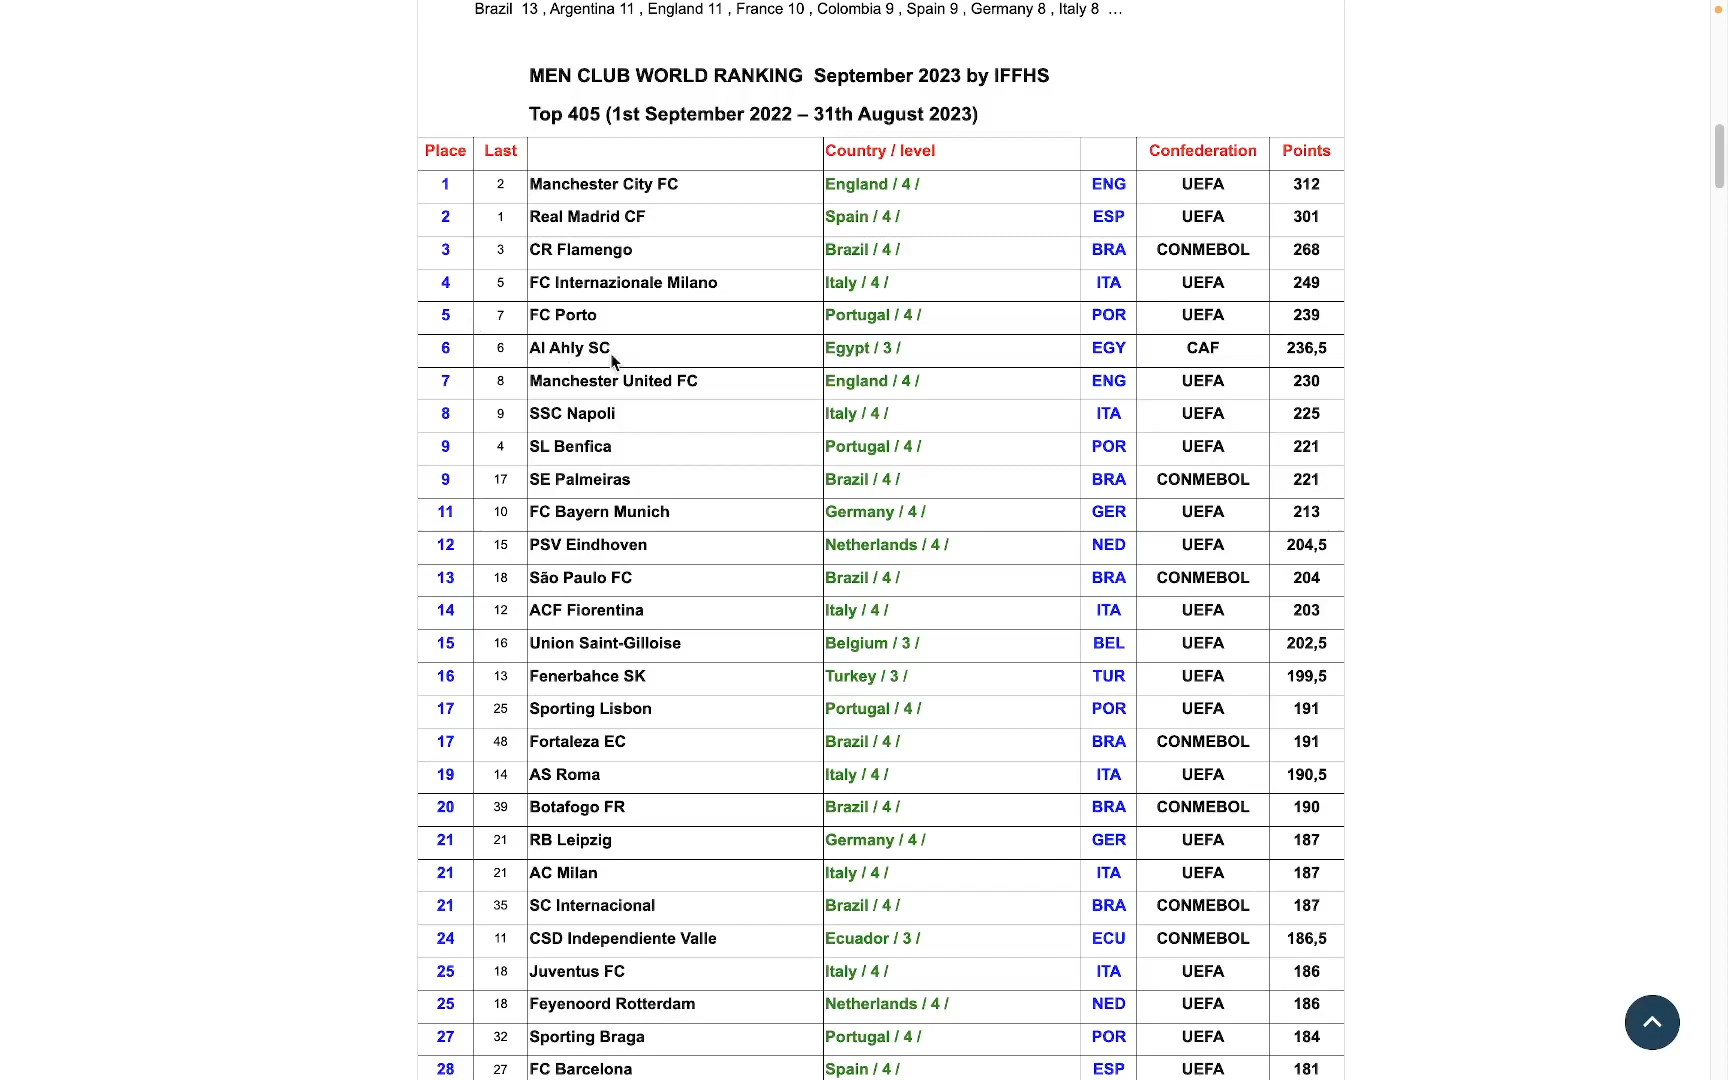 Brazil 13 , Argentina 11 , England 11 , France 10 , Colombia 9 , Spain 9 , Germany 8 , Italy 8 …
MEN CLUB WORLD RANKING September 2023 by IFFHS
Top 405 (1st September 2022 – 31th August 2023)
Place Last Country / level Confederation Points
1 2 Manchester City FC England / 4 / ENG UEFA 312
2 1 Real Madrid CF Spain / 4 / ESP UEFA 301
3 3 CR Flamengo Brazil / 4 / BRA CONMEBOL 268
4 5 FC Internazionale Milano Italy / 4 / ITA UEFA 249
5 7 FC Porto Portugal / 4 / POR UEFA 239
6 6 Al Ahly SC Egypt / 3 / EGY CAF 236,5
7 8 Manchester United FC England / 4 / ENG UEFA 230
8 9 SSC Napoli Italy / 4 / ITA UEFA 225
9 4 SL Benfica Portugal / 4 / POR UEFA 221
9 17 SE Palmeiras Brazil / 4 / BRA CONMEBOL 221
11 10 FC Bayern Munich Germany / 4 / GER UEFA 213
12 15 PSV Eindhoven Netherlands / 4 / NED UEFA 204,5
13 18 São Paulo FC Brazil / 4 / BRA CONMEBOL 204
14 12 ACF Fiorentina Italy / 4 / ITA UEFA 203
15 16 Union Saint-Gilloise Belgium / 3 / BEL UEFA 202,5
16 13 Fenerbahce SK Turkey / 3 / TUR UEFA 199,5
17 25 Sporting Lisbon Portugal / 4 / POR UEFA 191
17 48 Fortaleza EC Brazil / 4 / BRA CONMEBOL 191
19 14 AS Roma Italy / 4 / ITA UEFA 190,5
20 39 Botafogo FR Brazil / 4 / BRA CONMEBOL 190
21 21 RB Leipzig Germany / 4 / GER UEFA 187
21 21 AC Milan Italy / 4 / ITA UEFA 187
21 35 SC Internacional Brazil / 4 / BRA CONMEBOL 187
24 11 CSD Independiente Valle Ecuador / 3 / ECU CONMEBOL 186,5
25 18 Juventus FC Italy / 4 / ITA UEFA 186
25 18 Feyenoord Rotterdam Netherlands / 4 / NED UEFA 186
27 32 Sporting Braga Portugal / 4 / POR UEFA 184
28 27 FC Barcelona Spain / 4 / ESP UEFA 181